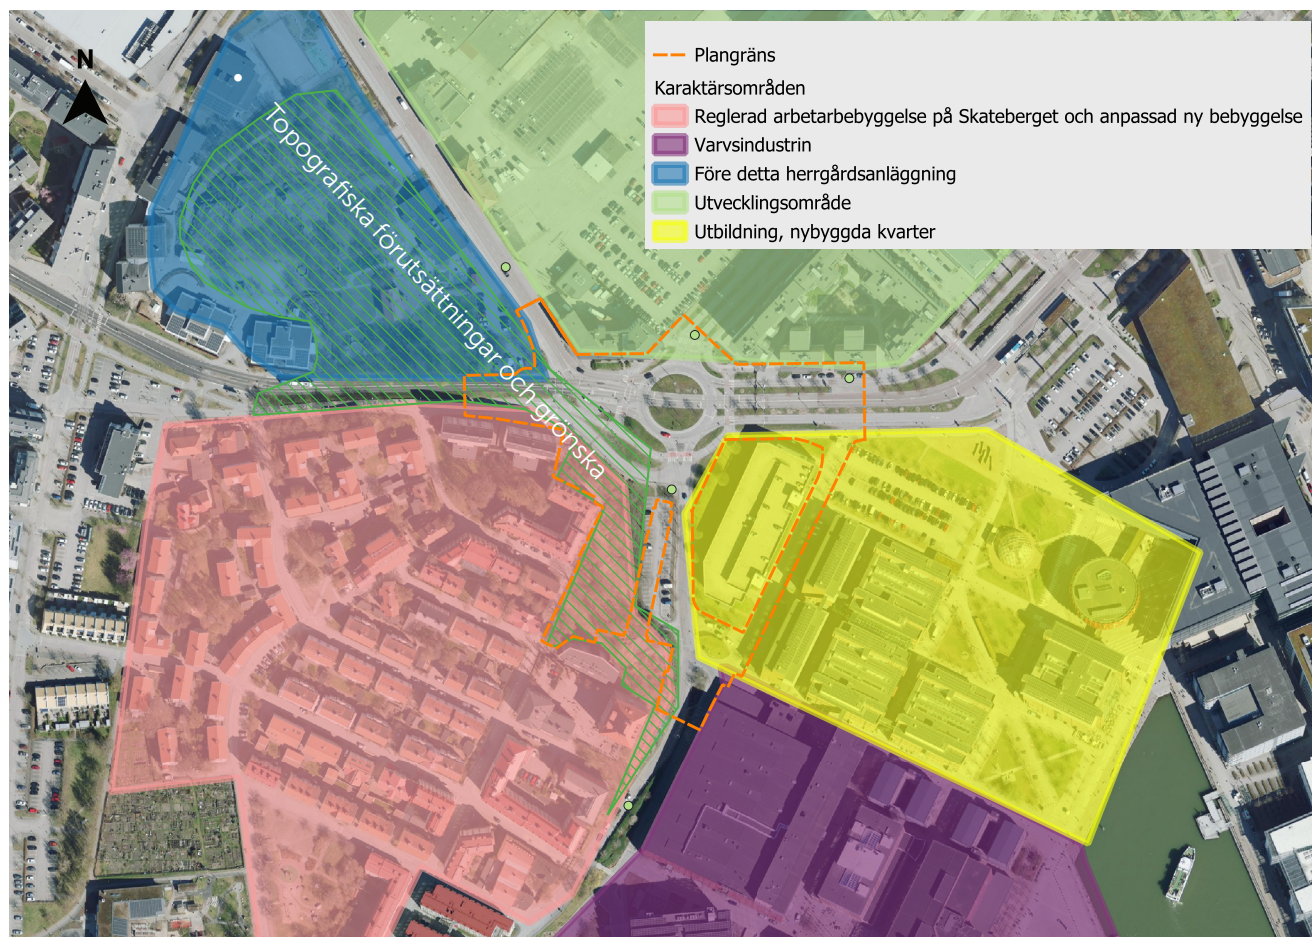 N
Plangräns
Karaktärsområden
Reglerad arbetarbebyggelse på Skateberget och anpassad ny bebyggelse
Varvsindustrin
Före detta herrgårdsanläggning
Utvecklingsområde
Utbildning, nybyggda kvarter
Topografiska förutsättningar och grönska